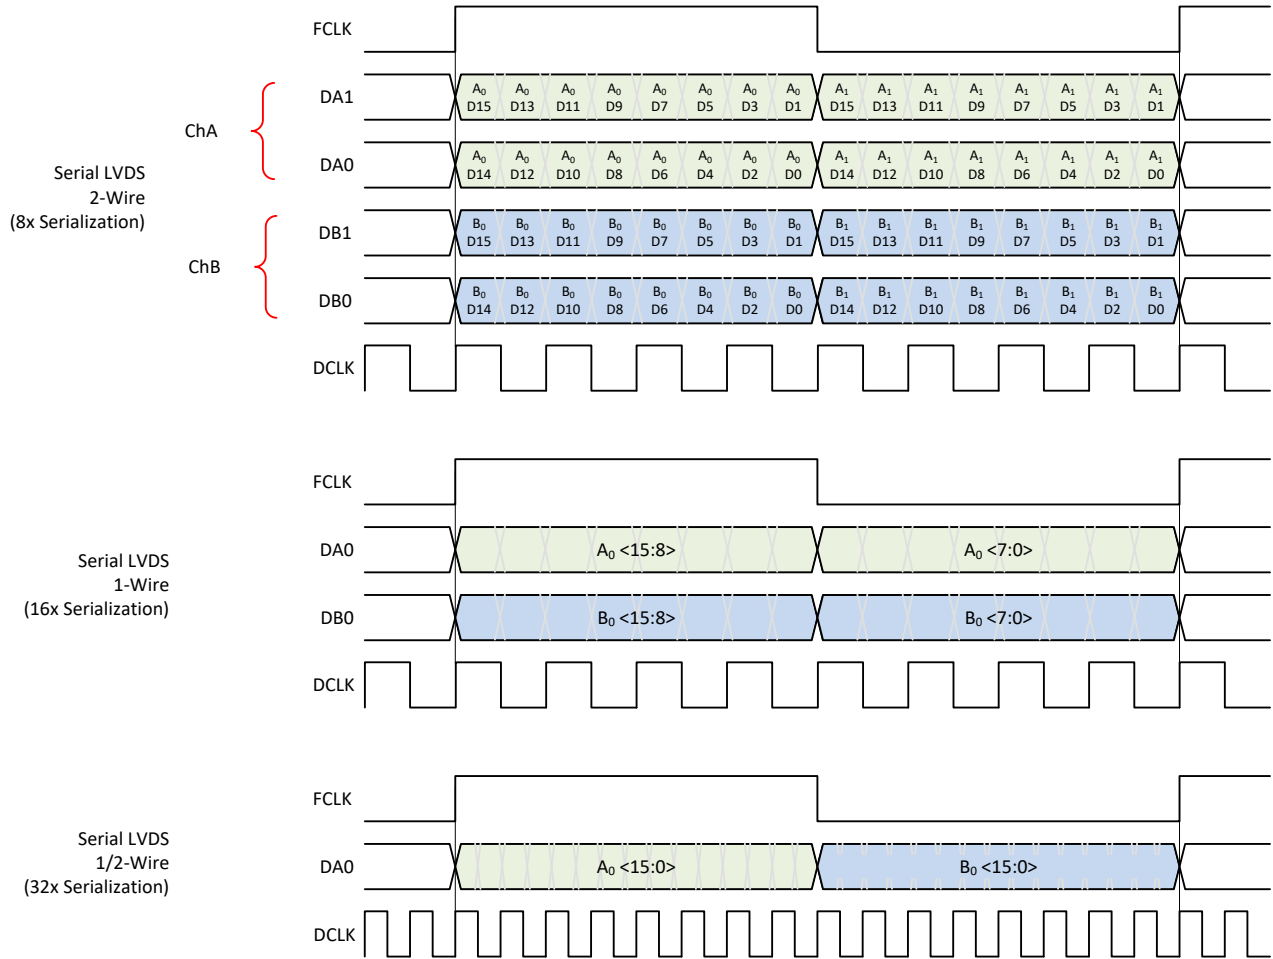 FCLK
DA1
A0 A0 A0 A0 A0 A0 A0 A0 A1 A1 A1 A1 A1 A1 A1 A1
D15 D13 D11 D9 D7 D5 D3 D1 D15 D13 D11 D9 D7 D5 D3 D1
ChA
DA0
A0 A0 A0 A0 A0 A0 A0 A0 A1 A1 A1 A1 A1 A1 A1 A1
D14 D12 D10 D8 D6 D4 D2 D0 D14 D12 D10 D8 D6 D4 D2 D0
Serial LVDS
2-Wire
(8x Serialization)
DB1
B0 B0 B0 B0 B0 B0 B0 B0 B1 B1 B1 B1 B1 B1 B1 B1
D15 D13 D11 D9 D7 D5 D3 D1 D15 D13 D11 D9 D7 D5 D3 D1
ChB
DB0
B0 B0 B0 B0 B0 B0 B0 B0 B1 B1 B1 B1 B1 B1 B1 B1
D14 D12 D10 D8 D6 D4 D2 D0 D14 D12 D10 D8 D6 D4 D2 D0
DCLK
FCLK
Serial LVDS
1-Wire
(16x Serialization)
DA0 A0 <15:8> A0 <7:0>
DB0 B0 <15:8> B0 <7:0>
DCLK
FCLK
Serial LVDS
1/2-Wire
(32x Serialization)
DA0 A0 <15:0> B0 <15:0>
DCLK